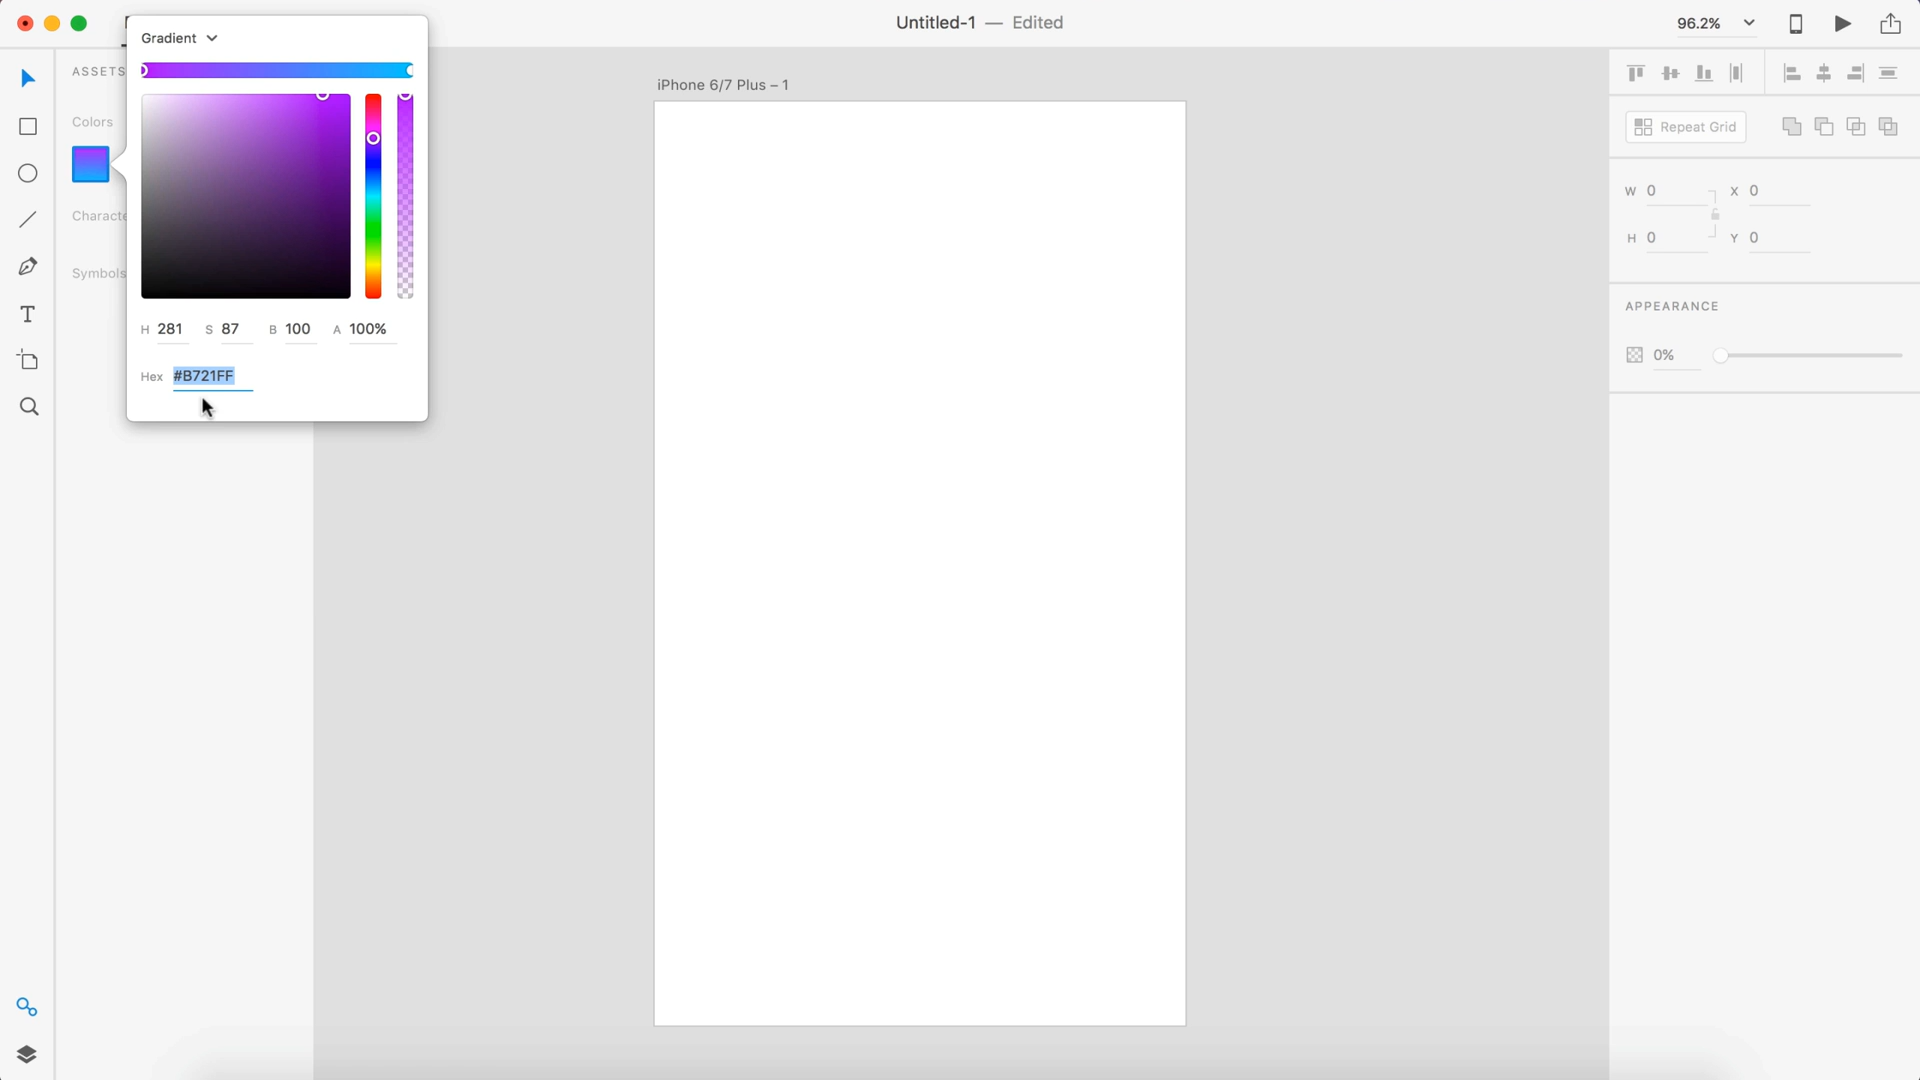 Untitled-1 — Edited
96.2%
Gradient
ASSETS
iPhone 6/7 Plus – 1
Colors
Repeat Grid
W 0 X 0
Characte
H 0 Y 0
Symbols
APPEARANCE
H 281 S 87 B 100 A 100%
0%
Hex #B721FF